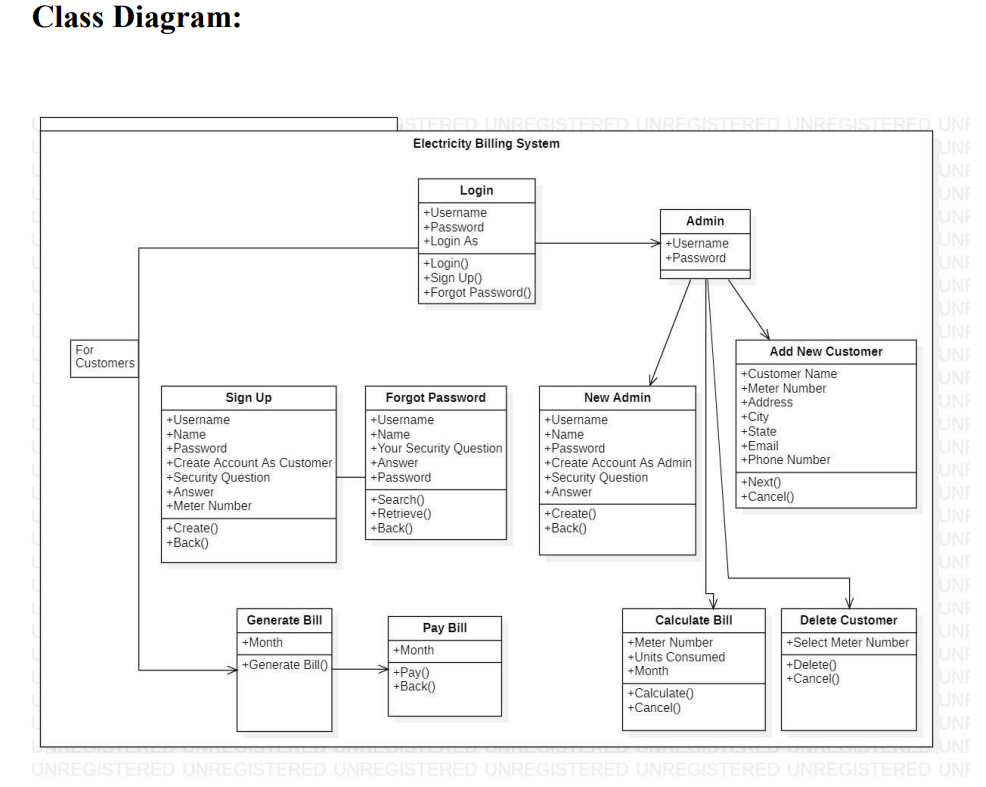 Class Diagram:
STERED UNREGISTERED UNREGISTERED UNREGISTERED
Electricity Billing System
Login
+Username
+Password
+Login As
+Login()
+Sign Up()
+Forgot Password()
Admin
+Username
+Password
For
Customers
Add New Customer
+Customer Name
+Meter Number
+Address
+City
+State
+Email
+Phone Number
+Next()
+Cancel()
Sign Up
+Username
+Name
+Password
+Create Account As Customer
+Security Question
+Answer
+Meter Number
+Create()
+Back()
Forgot Password
+Username
+Name
+Your Security Question
+Answer
+Password
+Search()
+Retrieve()
+Back()
New Admin
+Username
+Name
+Password
+Create Account As Admin
+Security Question
+Answer
+Create()
+Back()
Generate Bill
+Month
+Generate Bill()
Pay Bill
+Month
+Pay()
+Back()
Calculate Bill
+Meter Number
+Units Consumed
+Month
+Calculate()
+Cancel()
Delete Customer
+Select Meter Number
+Delete()
+Cancel()
UNREGISTERED UNREGISTERED UNREGISTERED UNREGISTERED UNREGISTERED UNREGISTERED